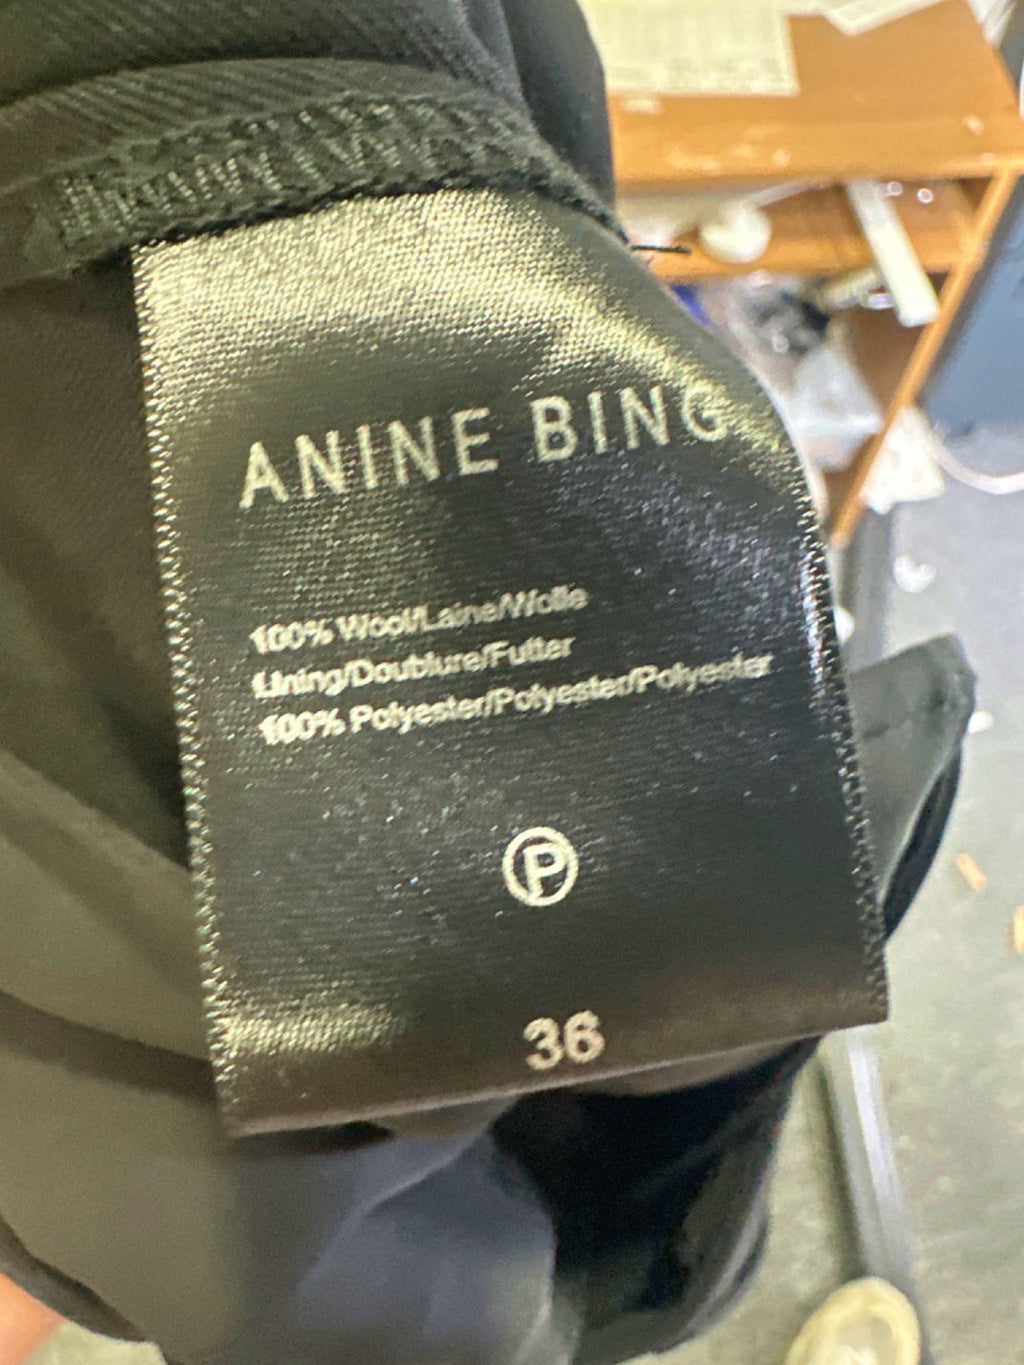 ANINE BING
100% Wool/Laine/Wolle
Lining/Doublure/Futter
100% Polyester/Polyester/Polyester
P
36